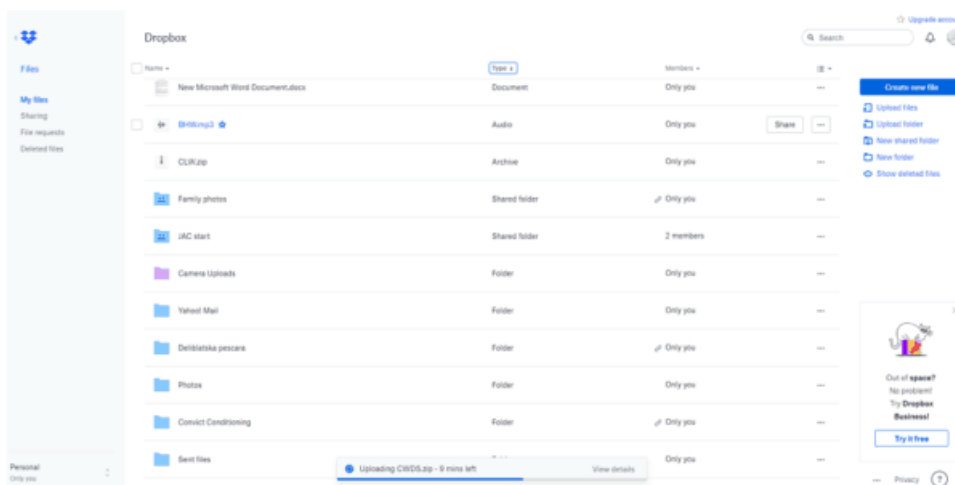 Upgrade accou
Dropbox
Search
Files
My files
Sharing
File requests
Deleted files
Name
Type
Members
New Microsoft Word Document.docx Document Only you
BHW.mp3 Audio Only you Share
Archive Only you
Family photos Shared folder Only you
JAC start Shared folder 2 members
Camera Uploads Folder Only you
Yahoo! Mail Folder Only you
Deliblatska pescara Folder Only you
Photos Folder Only you
Convict Conditioning Folder Only you
Sent files Only you
Create new file
Upload files
Upload folder
New shared folder
New folder
Show deleted files
Out of space?
No problem!
Try Dropbox
Business!
Try it free
Uploading CWDS.zip - 9 mins left View details
Personal
Only you
Privacy ?